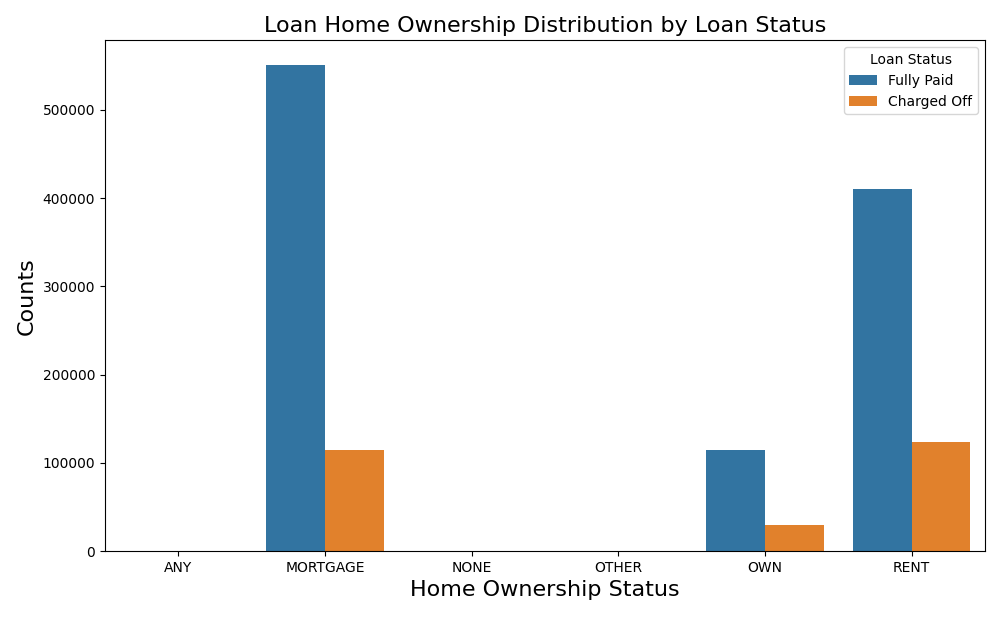 Loan Home Ownership Distribution by Loan Status
Loan Status
Fully Paid
Charged Off
Counts
500000
400000
300000
200000
100000
0
ANY MORTGAGE NONE OTHER OWN RENT
Home Ownership Status